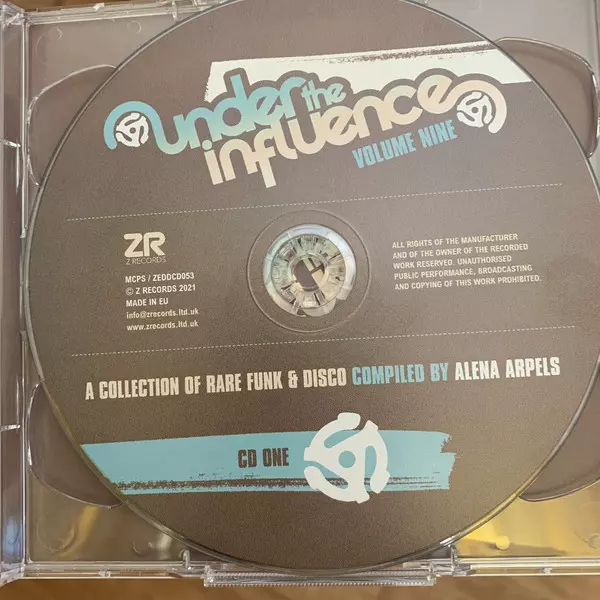 under the
influence
VOLUME NINE
ZR
Z RECORDS
MCPS / ZEDDCD053
© Z RECORDS 2021
MADE IN EU
info@zrecords.ltd.uk
www.zrecords.ltd.uk
ALL RIGHTS OF THE MANUFACTURER
AND OF THE OWNER OF THE RECORDED
WORK RESERVED. UNAUTHORISED
PUBLIC PERFORMANCE, BROADCASTING
AND COPYING OF THIS WORK PROHIBITED.
A COLLECTION OF RARE FUNK & DISCO COMPILED BY ALENA ARPELS
CD ONE